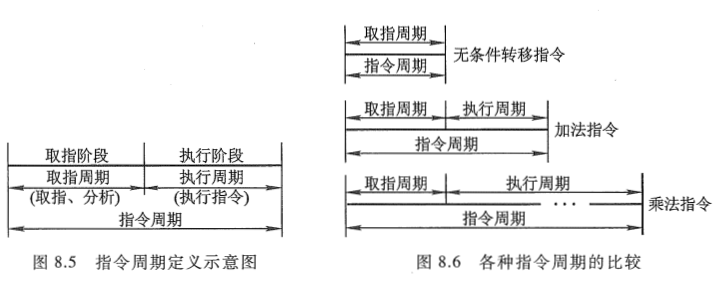 取指阶段 执行阶段
取指周期 执行周期
(取指、分析) (执行指令)
指令周期
图 8.5 指令周期定义示意图
取指周期
无条件转移指令
指令周期
取指周期 执行周期
加法指令
指令周期
取指周期 执行周期
··· 乘法指令
指令周期
图 8.6 各种指令周期的比较